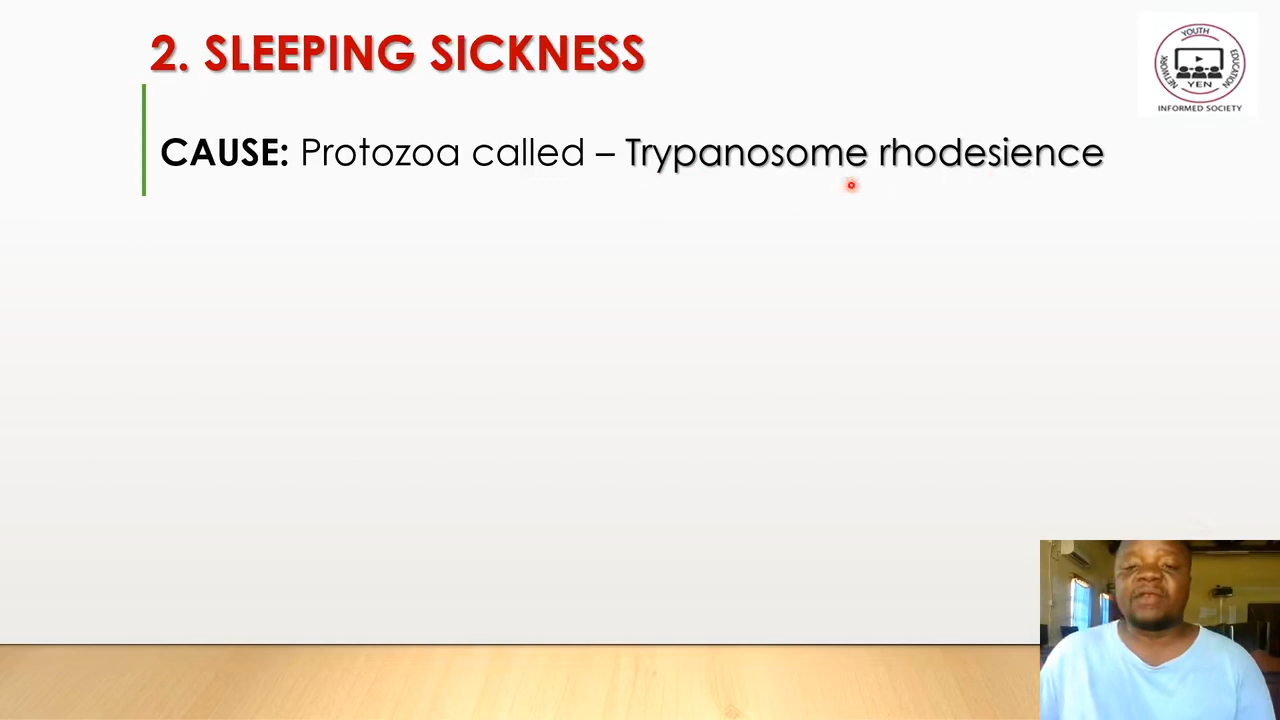 2. SLEEPING SICKNESS
CAUSE: Protozoa called – Trypanosome rhodesience
YOUTH
EDUCATION
NETWORK
YEN
INFORMED SOCIETY